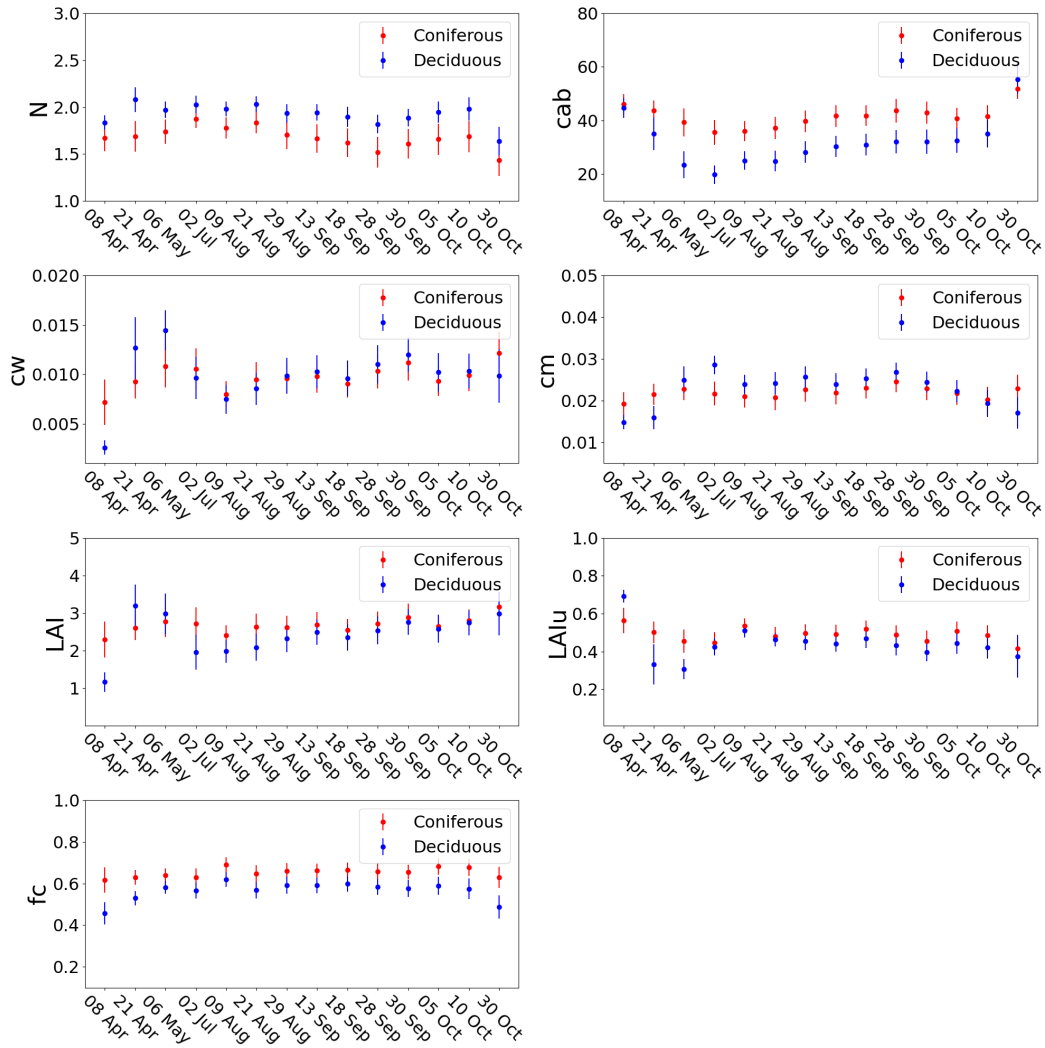 3.0
2.5
2.0
1.5
1.0
N
Coniferous
Deciduous
08 Apr
21 Apr
06 May
02 Jul
09 Aug
21 Aug
29 Aug
13 Sep
18 Sep
28 Sep
30 Sep
05 Oct
10 Oct
30 Oct
80
60
40
20
cab
Coniferous
Deciduous
08 Apr
21 Apr
06 May
02 Jul
09 Aug
21 Aug
29 Aug
13 Sep
18 Sep
28 Sep
30 Sep
05 Oct
10 Oct
30 Oct
0.020
0.015
0.010
0.005
cw
Coniferous
Deciduous
08 Apr
21 Apr
06 May
02 Jul
09 Aug
21 Aug
29 Aug
13 Sep
18 Sep
28 Sep
30 Sep
05 Oct
10 Oct
30 Oct
0.05
0.04
0.03
0.02
0.01
cm
Coniferous
Deciduous
08 Apr
21 Apr
06 May
02 Jul
09 Aug
21 Aug
29 Aug
13 Sep
18 Sep
28 Sep
30 Sep
05 Oct
10 Oct
30 Oct
5
4
3
2
1
LAI
Coniferous
Deciduous
08 Apr
21 Apr
06 May
02 Jul
09 Aug
21 Aug
29 Aug
13 Sep
18 Sep
28 Sep
30 Sep
05 Oct
10 Oct
30 Oct
1.0
0.8
0.6
0.4
0.2
LAIu
Coniferous
Deciduous
08 Apr
21 Apr
06 May
02 Jul
09 Aug
21 Aug
29 Aug
13 Sep
18 Sep
28 Sep
30 Sep
05 Oct
10 Oct
30 Oct
1.0
0.8
0.6
0.4
0.2
fc
Coniferous
Deciduous
08 Apr
21 Apr
06 May
02 Jul
09 Aug
21 Aug
29 Aug
13 Sep
18 Sep
28 Sep
30 Sep
05 Oct
10 Oct
30 Oct